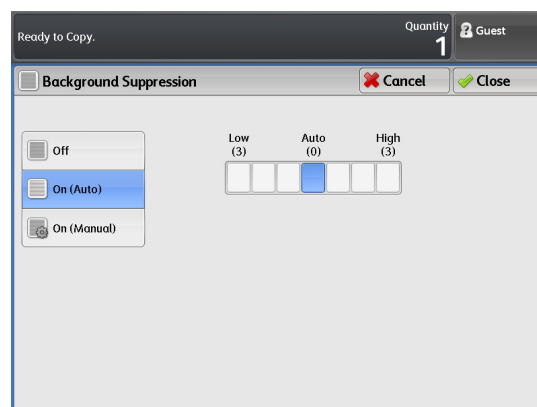 Ready to Copy.
Quantity
1
Guest
Background Suppression
Cancel
Close
Off
On (Auto)
On (Manual)
Low
(3)
Auto
(0)
High
(3)